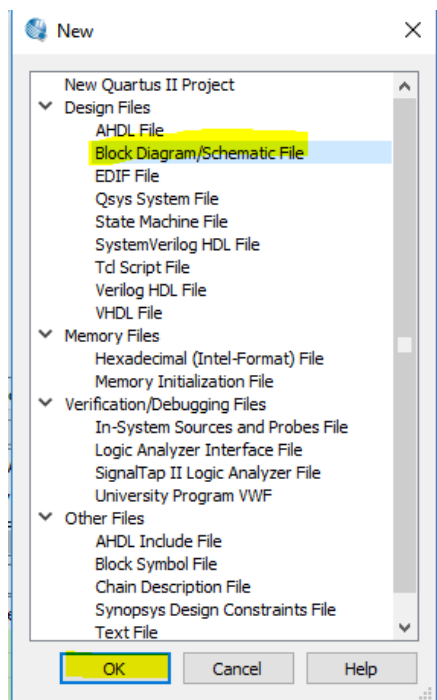 New
New Quartus II Project
Design Files
AHDL File
Block Diagram/Schematic File
EDIF File
Qsys System File
State Machine File
SystemVerilog HDL File
Tcl Script File
Verilog HDL File
VHDL File
Memory Files
Hexadecimal (Intel-Format) File
Memory Initialization File
Verification/Debugging Files
In-System Sources and Probes File
Logic Analyzer Interface File
SignalTap II Logic Analyzer File
University Program VWF
Other Files
AHDL Include File
Block Symbol File
Chain Description File
Synopsys Design Constraints File
Text File
OK Cancel Help